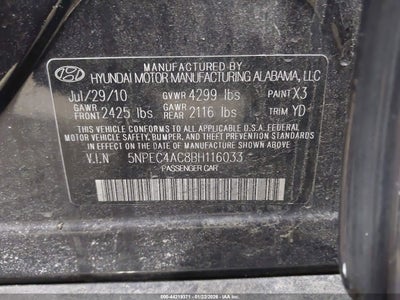 MANUFACTURED BY
HYUNDAI MOTOR MANUFACTURING ALABAMA, LLC
Jul/29/10 GVWR 4299 lbs PAINT X3
GAWR FRONT 2425 lbs GAWR REAR 2116 lbs TRIM YD
THIS VEHICLE CONFORMS TO ALL APPLICABLE U.S.A. FEDERAL
MOTOR VEHICLE SAFETY, BUMPER, AND THEFT PREVENTION STANDARDS
IN EFFECT ON THE DATE OF MANUFACTURE SHOWN ABOVE.
V.I.N 5NPEC4AC8BH116033
PASSENGER CAR